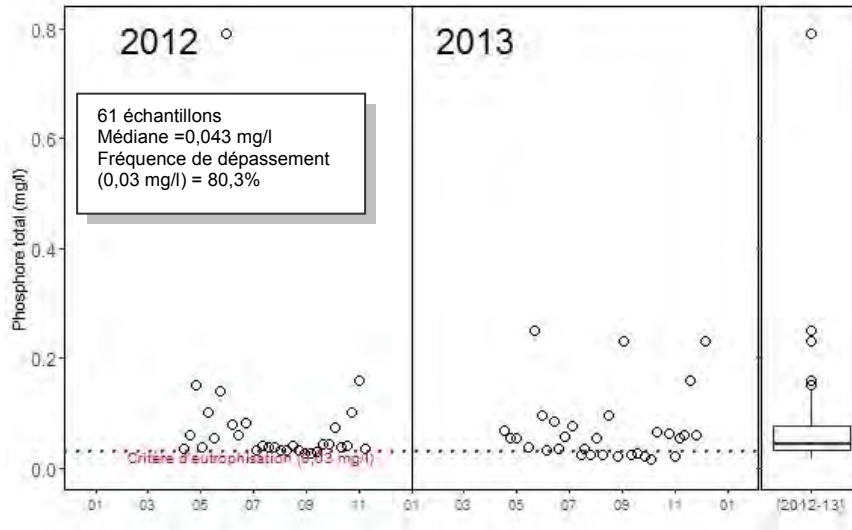 2012
2013
61 échantillons
Médiane =0,043 mg/l
Fréquence de dépassement
(0,03 mg/l) = 80,3%
Phosphore total (mg/l)
0.8
0.6
0.4
0.2
0.0
Critère d'eutrophisation (0,03 mg/l)
01 03 05 07 09 11 01 03 05 07 09 11 01 [2012-13]